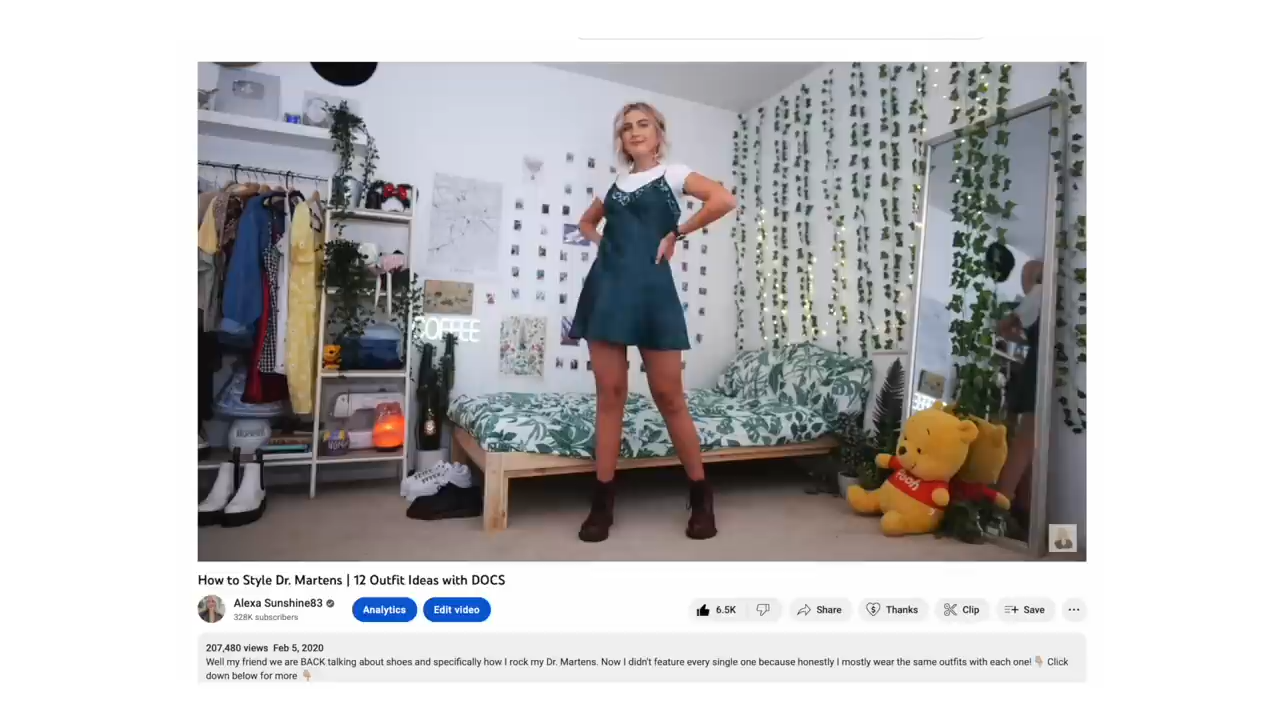 COFFEE
Pooh
How to Style Dr. Martens | 12 Outfit Ideas with DOCS
Alexa Sunshine83
328K subscribers
Analytics
Edit video
6.5K
Share
Thanks
Clip
Save
207,480 views Feb 5, 2020
Well my friend we are BACK talking about shoes and specifically how I rock my Dr. Martens. Now I didn't feature every single one because honestly I mostly wear the same outfits with each one! 👇🏼 Click
down below for more 👇🏼